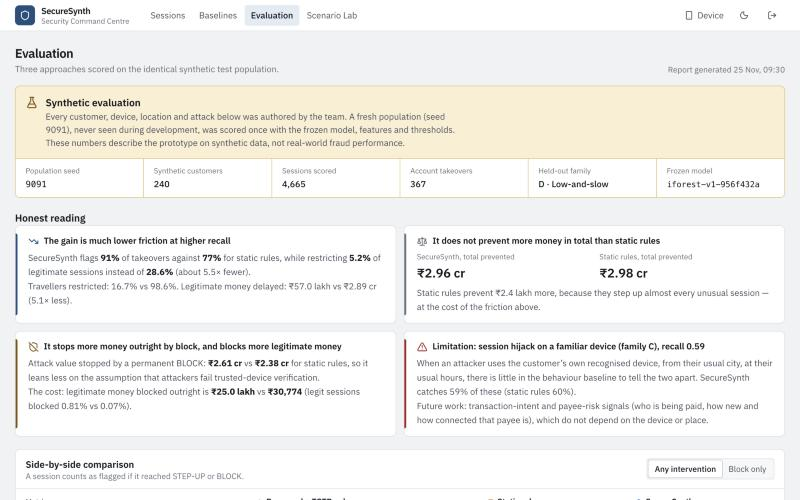 SecureSynth
Security Command Centre
Sessions
Baselines
Evaluation
Scenario Lab
Device
Evaluation
Three approaches scored on the identical synthetic test population.
Report generated 25 Nov, 09:30
Synthetic evaluation
Every customer, device, location and attack below was authored by the team. A fresh population (seed
9091), never seen during development, was scored once with the frozen model, features and thresholds.
These numbers describe the prototype on synthetic data, not real-world fraud performance.
Population seed
9091
Synthetic customers
240
Sessions scored
4,665
Account takeovers
367
Held-out family
D · Low-and-slow
Frozen model
iforest-v1-956f432a
Honest reading
The gain is much lower friction at higher recall
SecureSynth flags 91% of takeovers against 77% for static rules, while restricting 5.2% of
legitimate sessions instead of 28.6% (about 5.5× fewer).
Travellers restricted: 16.7% vs 98.6%. Legitimate money delayed: ₹57.0 lakh vs ₹2.89 cr
(5.1× less).
It does not prevent more money in total than static rules
SecureSynth, total prevented
₹2.96 cr
Static rules, total prevented
₹2.98 cr
Static rules prevent ₹2.4 lakh more, because they step up almost every unusual session —
at the cost of the friction above.
It stops more money outright by block, and blocks more legitimate money
Attack value stopped by a permanent BLOCK: ₹2.61 cr vs ₹2.38 cr for static rules, so it
leans less on the assumption that attackers fail trusted-device verification.
The cost: legitimate money blocked outright is ₹25.0 lakh vs ₹30,774 (legit sessions
blocked 0.81% vs 0.07%).
Limitation: session hijack on a familiar device (family C), recall 0.59
When an attacker uses the customer's own recognised device, from their usual city, at their
usual hours, there is little in the behaviour baseline to tell the two apart. SecureSynth
catches 59% of these (static rules 60%).
Future work: transaction-intent and payee-risk signals (who is being paid, how new and
how connected that payee is), which do not depend on the device or place.
Side-by-side comparison
A session counts as flagged if it reached STEP-UP or BLOCK.
Any intervention
Block only